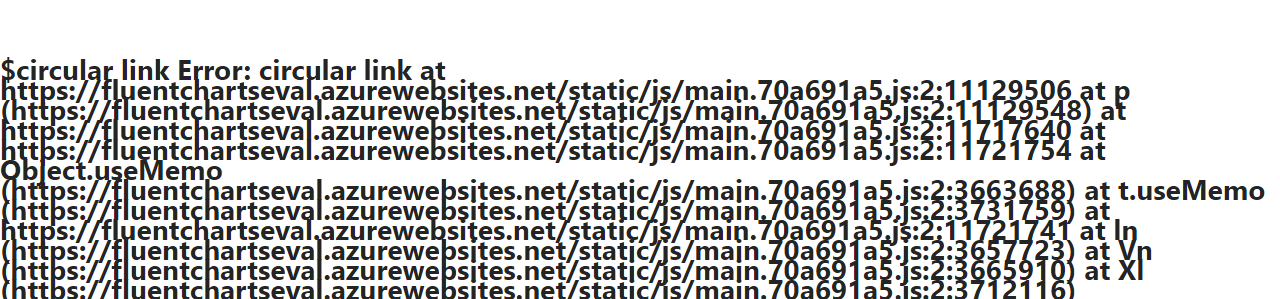 $circular link Error: circular link at
https://fluentchartseval.azurewebsites.net/static/js/main.70a691a5.js:2:11129506 at p
(https://fluentchartseval.azurewebsites.net/static/js/main.70a691a5.js:2:11129548) at
https://fluentchartseval.azurewebsites.net/static/js/main.70a691a5.js:2:11717640 at
https://fluentchartseval.azurewebsites.net/static/js/main.70a691a5.js:2:11721754 at
Object.useMemo
(https://fluentchartseval.azurewebsites.net/static/js/main.70a691a5.js:2:3663688) at t.useMemo
(https://fluentchartseval.azurewebsites.net/static/js/main.70a691a5.js:2:3731759) at
https://fluentchartseval.azurewebsites.net/static/js/main.70a691a5.js:2:11721741 at ln
(https://fluentchartseval.azurewebsites.net/static/js/main.70a691a5.js:2:3657723) at Vn
(https://fluentchartseval.azurewebsites.net/static/js/main.70a691a5.js:2:3665910) at Xl
(https://fluentchartseval.azurewebsites.net/static/js/main.70a691a5.js:2:3712116)